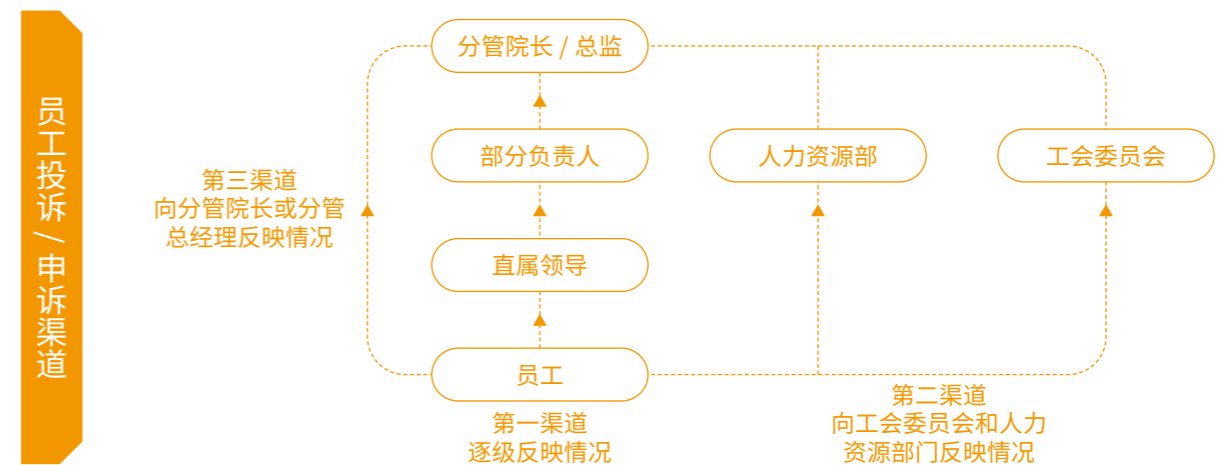 员工投诉/申诉渠道
分管院长 / 总监
部分负责人
人力资源部
工会委员会
第三渠道
向分管院长或分管
总经理反映情况
直属领导
员工
第一渠道
逐级反映情况
第二渠道
向工会委员会和人力
资源部门反映情况